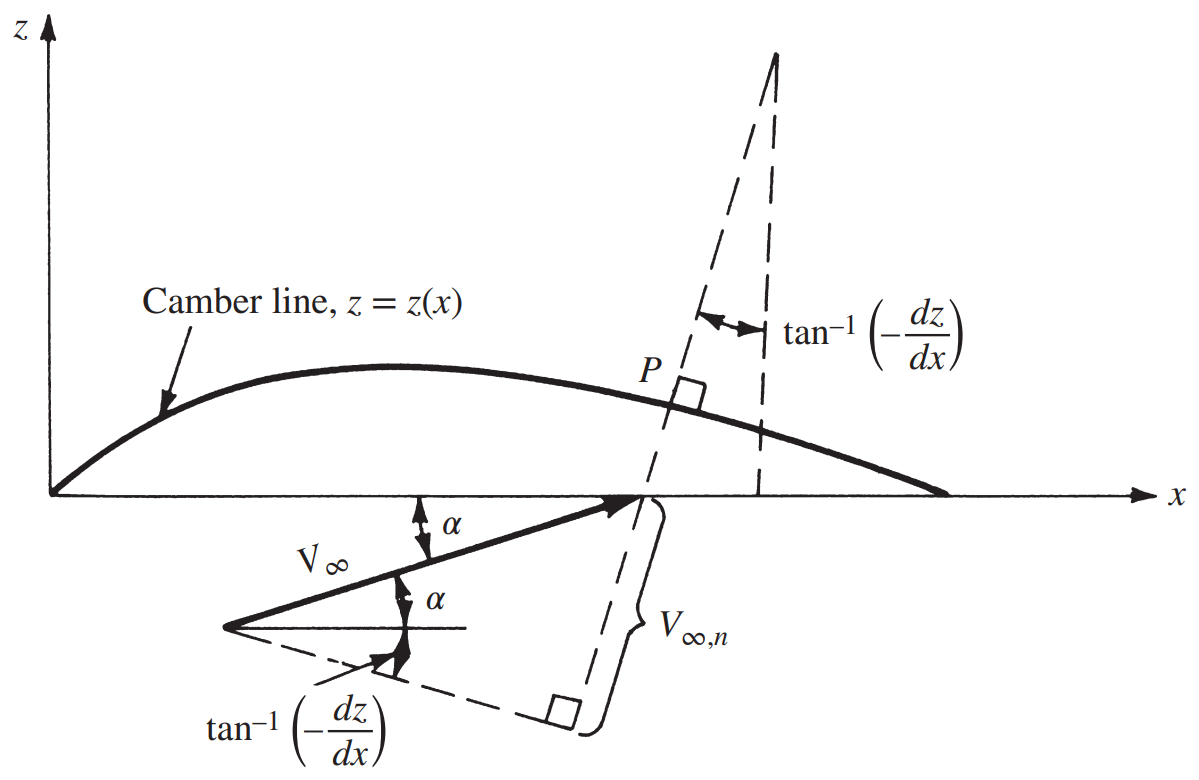 z
Camber line, z = z(x)
tan⁻¹ (−dz/dx)
P
x
α
V∞
α
V∞,n
tan⁻¹ (−dz/dx)